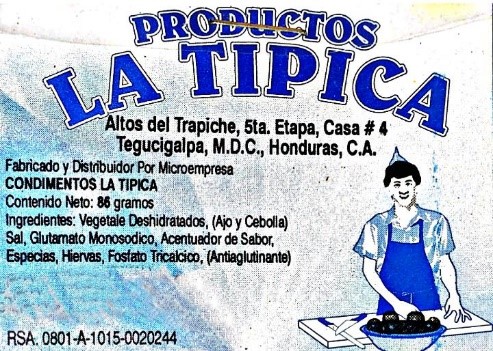 PRODUCTOS
LA TIPICA
Altos del Trapiche, 5ta. Etapa, Casa # 4
Tegucigalpa, M.D.C., Honduras, C.A.
Fabricado y Distribuidor Por Microempresa
CONDIMENTOS LA TIPICA
Contenido Neto: 86 gramos
Ingredientes: Vegetale Deshidratados, (Ajo y Cebolla)
Sal, Glutamato Monosodico, Acentuador de Sabor,
Especias, Hiervas, Fosfato Tricalcico, (Antiaglutinante)
RSA. 0801-A-1015-0020244